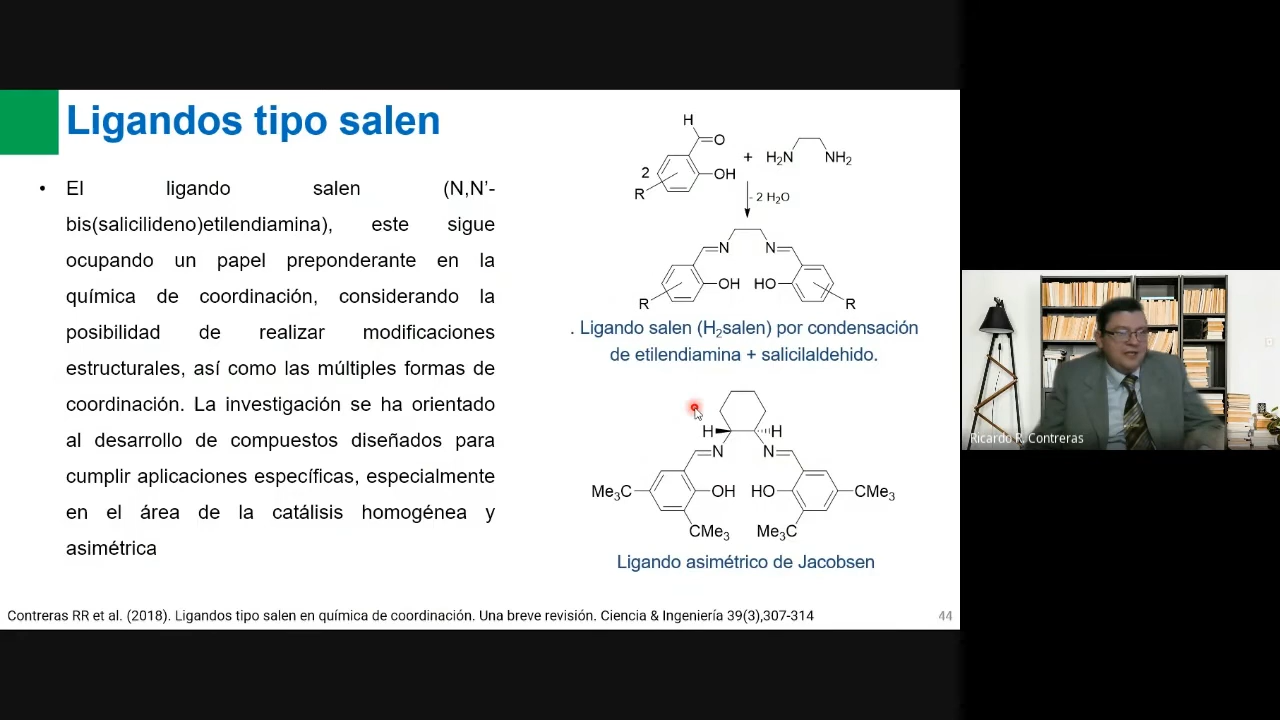 Ligandos tipo salen
• El ligando salen (N,N’-
bis(salicilideno)etilendiamina), este sigue
ocupando un papel preponderante en la
química de coordinación, considerando la
posibilidad de realizar modificaciones
estructurales, así como las múltiples formas de
coordinación. La investigación se ha orientado
al desarrollo de compuestos diseñados para
cumplir aplicaciones específicas, especialmente
en el área de la catálisis homogénea y
asimétrica
H
O
2 OH + H₂N NH₂
R
- 2 H₂O
N N
OH HO
R R
. Ligando salen (H₂salen) por condensación
de etilendiamina + salicilaldehido.
H H
N N
Me₃C OH HO CMe₃
CMe₃ Me₃C
Ligando asimétrico de Jacobsen
Contreras RR et al. (2018). Ligandos tipo salen en química de coordinación. Una breve revisión. Ciencia & Ingeniería 39(3),307-314
44
Ricardo R. Contreras